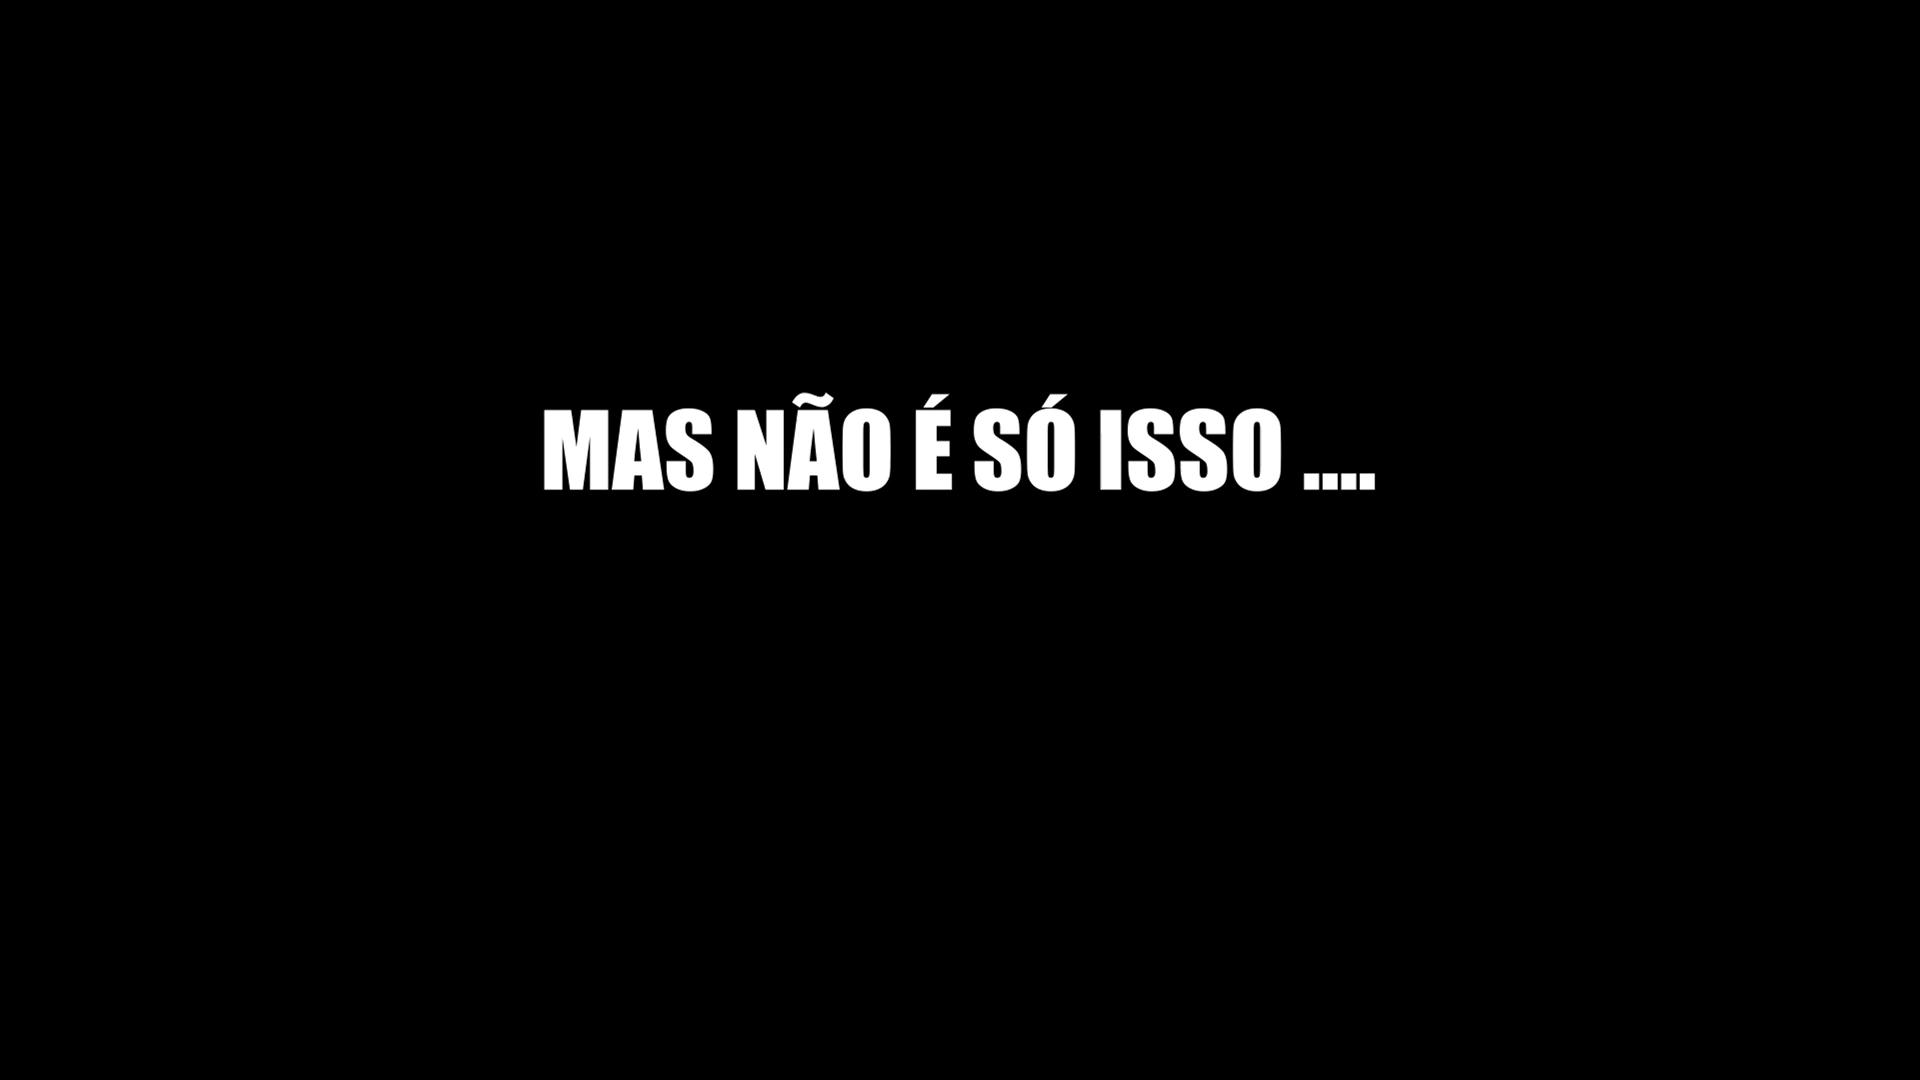 MAS NÃO É SÓ ISSO ....